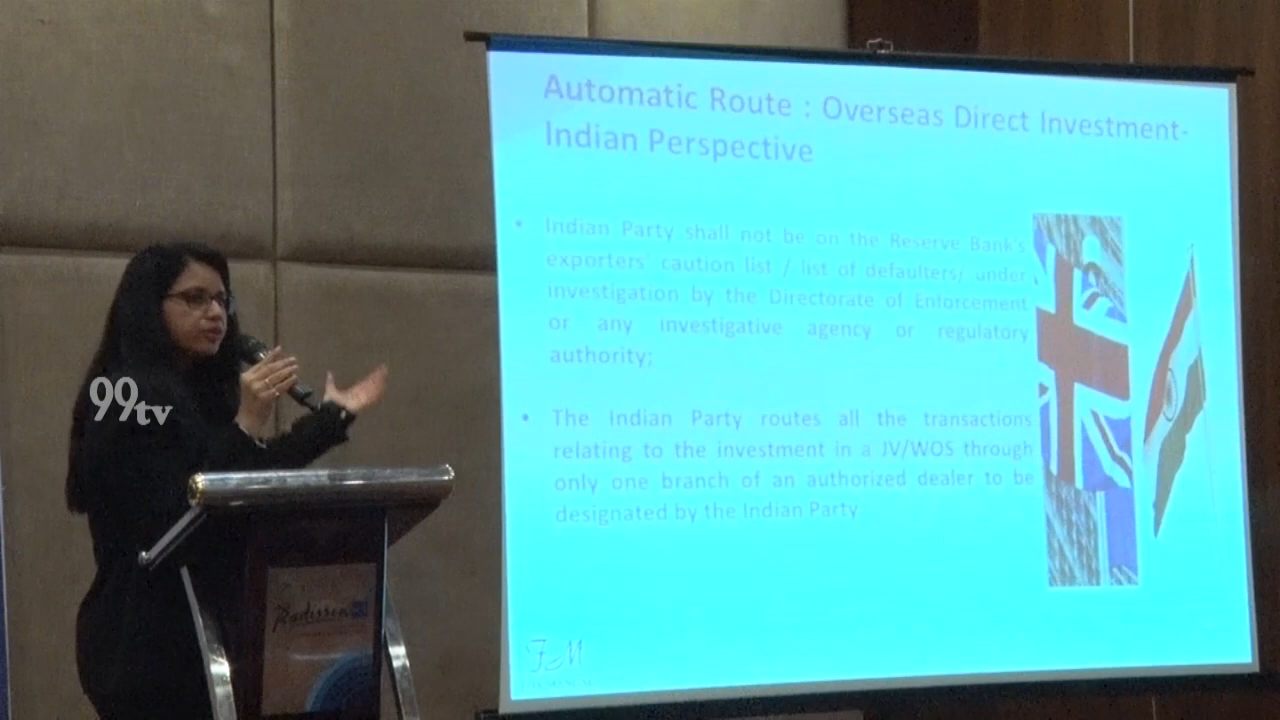 Automatic Route : Overseas Direct Investment-
Indian Perspective
• Indian Party shall not be on the Reserve Bank's
exporters' caution list / list of defaulters/ under
investigation by the Directorate of Enforcement
or any investigative agency or regulatory
authority;
• The Indian Party routes all the transactions
relating to the investment in a JV/WOS through
only one branch of an authorized dealer to be
designated by the Indian Party
99tv
Radisson
FM